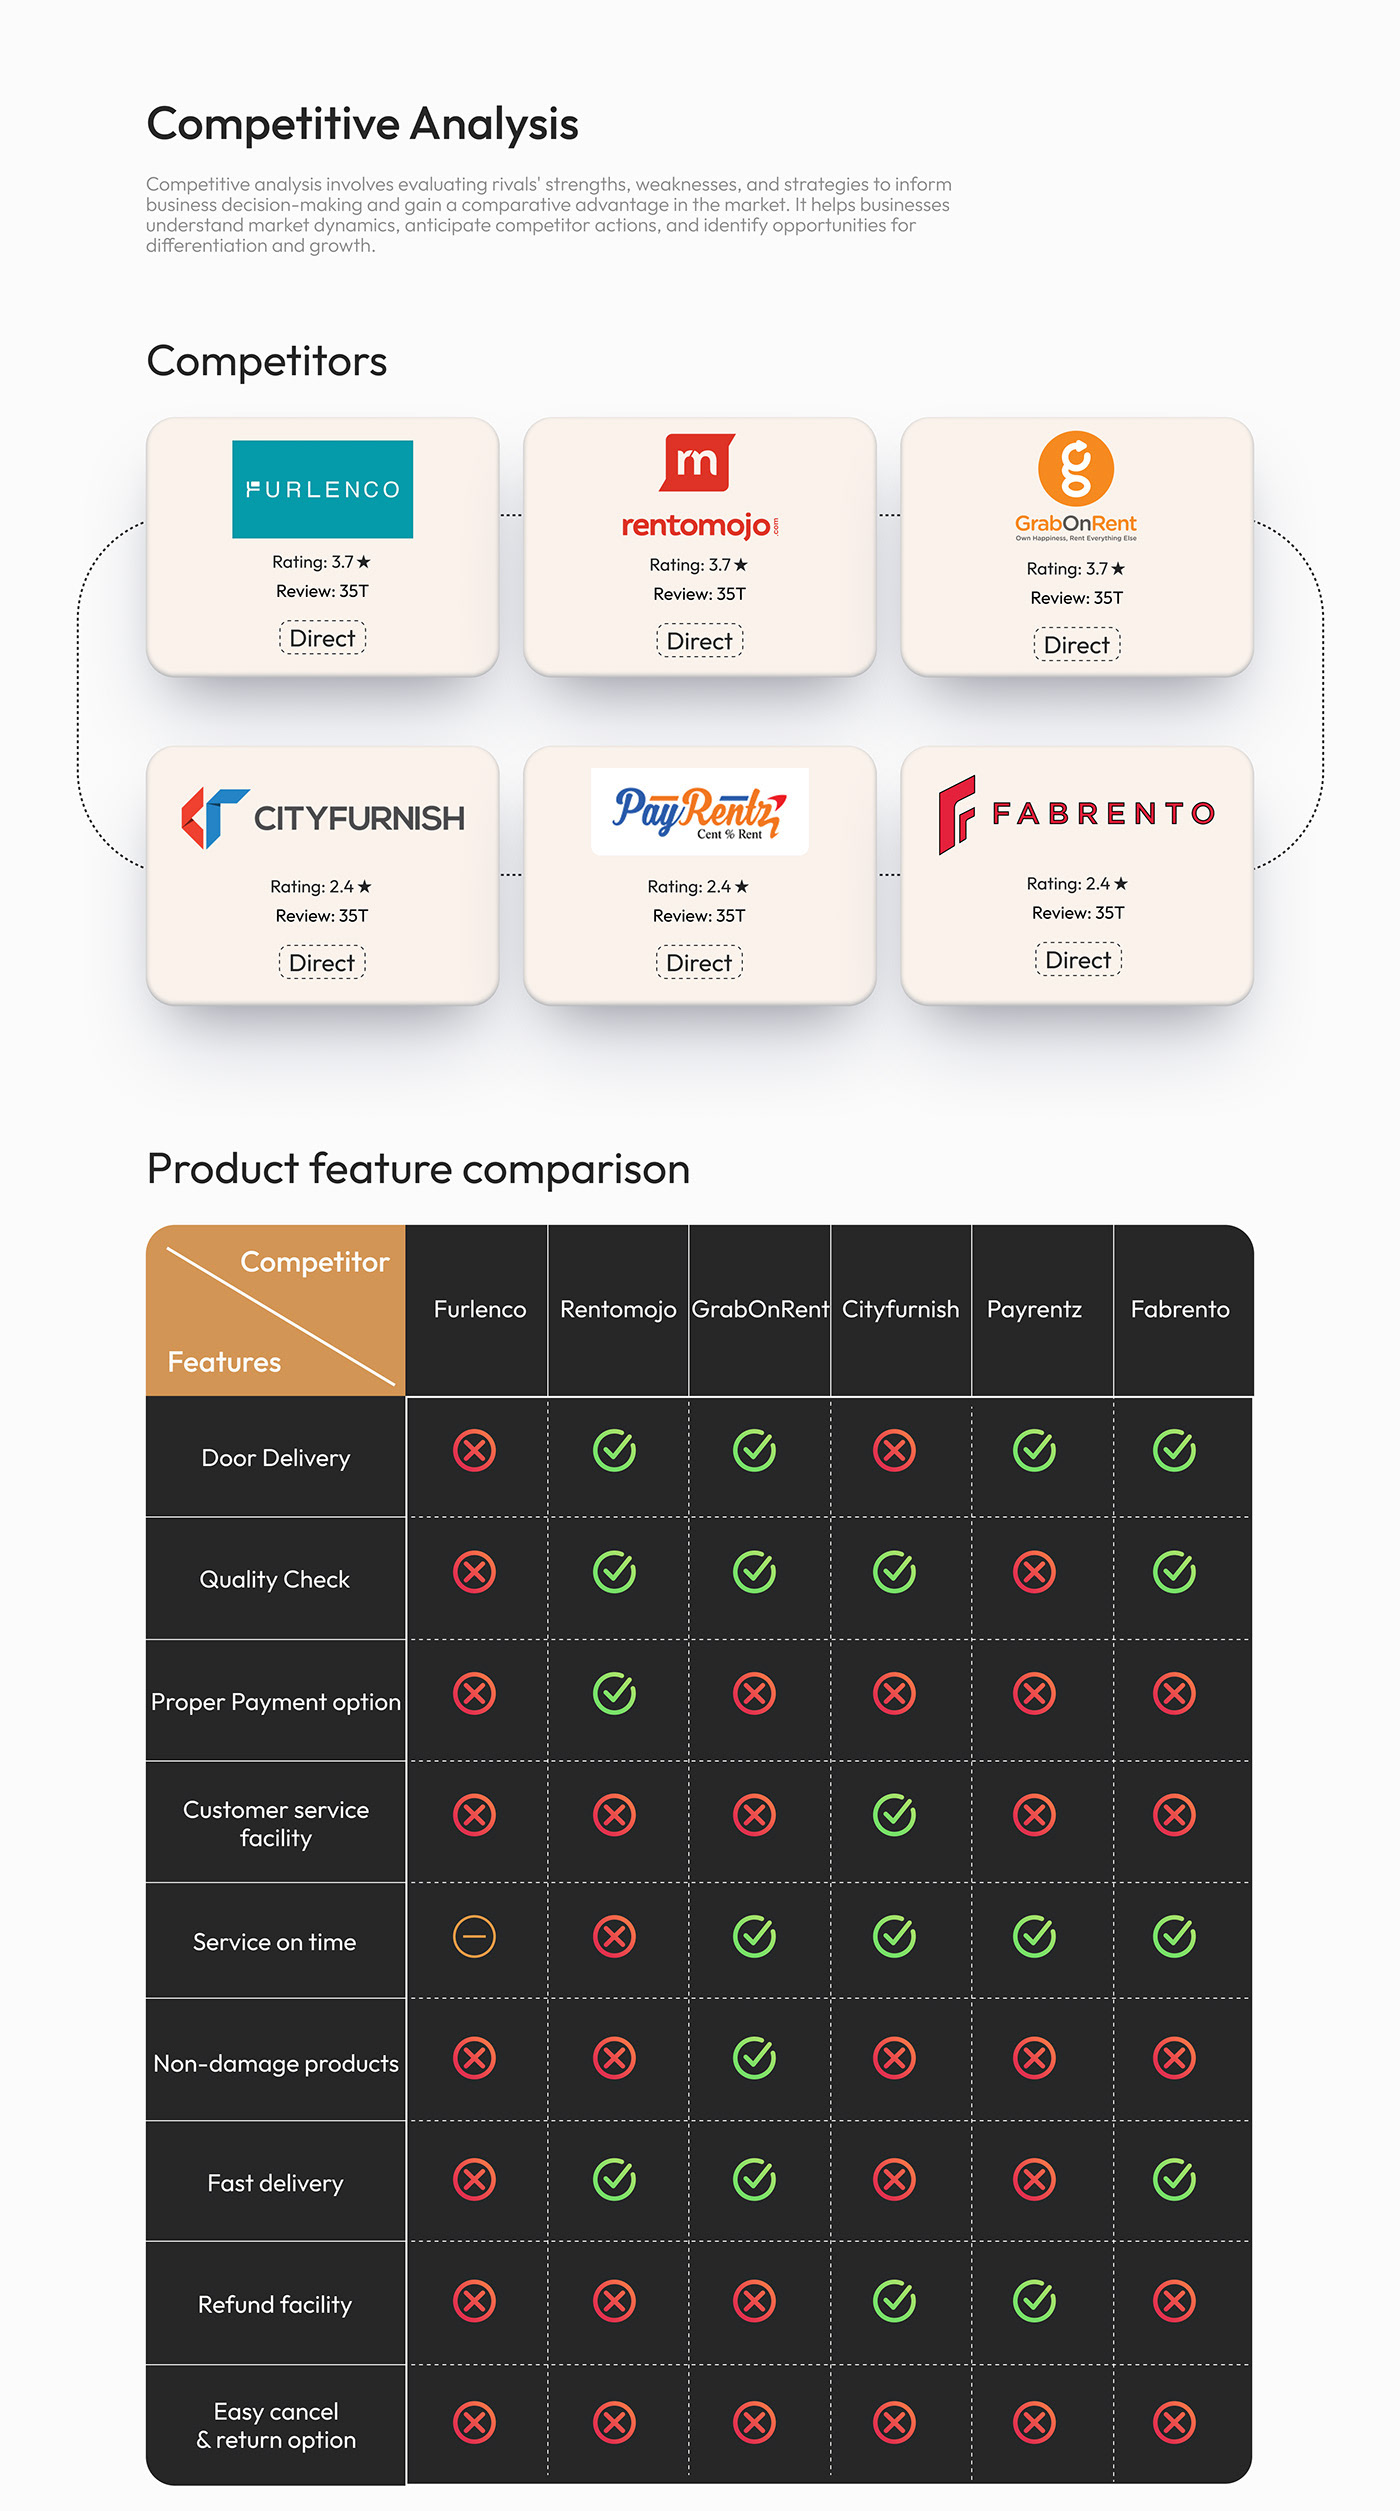 Competitive Analysis
Competitive analysis involves evaluating rivals' strengths, weaknesses, and strategies to inform
business decision-making and gain a comparative advantage in the market. It helps businesses
understand market dynamics, anticipate competitor actions, and identify opportunities for
differentiation and growth.
Competitors
FURLENCO
Rating: 3.7 ★
Review: 35T
Direct
m
rentomojo.com
Rating: 3.7 ★
Review: 35T
Direct
g
GrabOnRent
Own Happiness, Rent Everything Else
Rating: 3.7 ★
Review: 35T
Direct
CITYFURNISH
Rating: 2.4 ★
Review: 35T
Direct
PayRentz
Cent % Rent
Rating: 2.4 ★
Review: 35T
Direct
FABRENTO
Rating: 2.4 ★
Review: 35T
Direct
Product feature comparison
Competitor
Features
Furlenco Rentomojo GrabOnRent Cityfurnish Payrentz Fabrento
Door Delivery
Quality Check
Proper Payment option
Customer service
facility
Service on time
Non-damage products
Fast delivery
Refund facility
Easy cancel
& return option